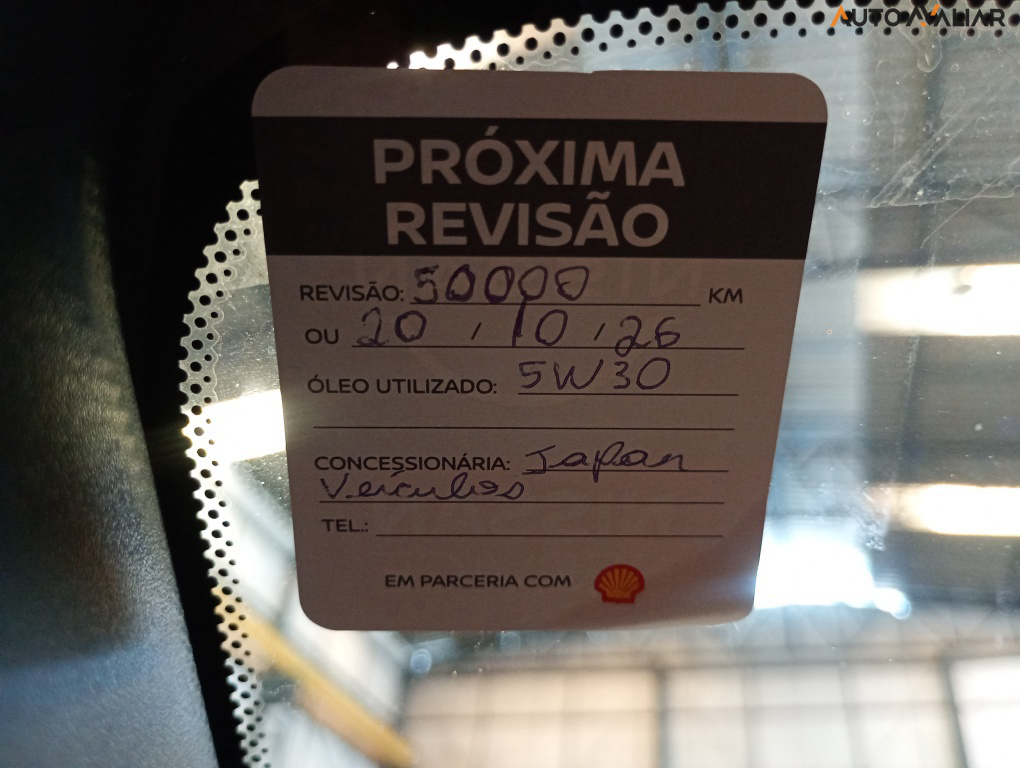 AUTOAVALIAR
PRÓXIMA
REVISÃO
REVISÃO: 50000 KM
OU 20 / 10 / 26
ÓLEO UTILIZADO: 5W30
CONCESSIONÁRIA: Japan
Veículos
TEL.:
EM PARCERIA COM